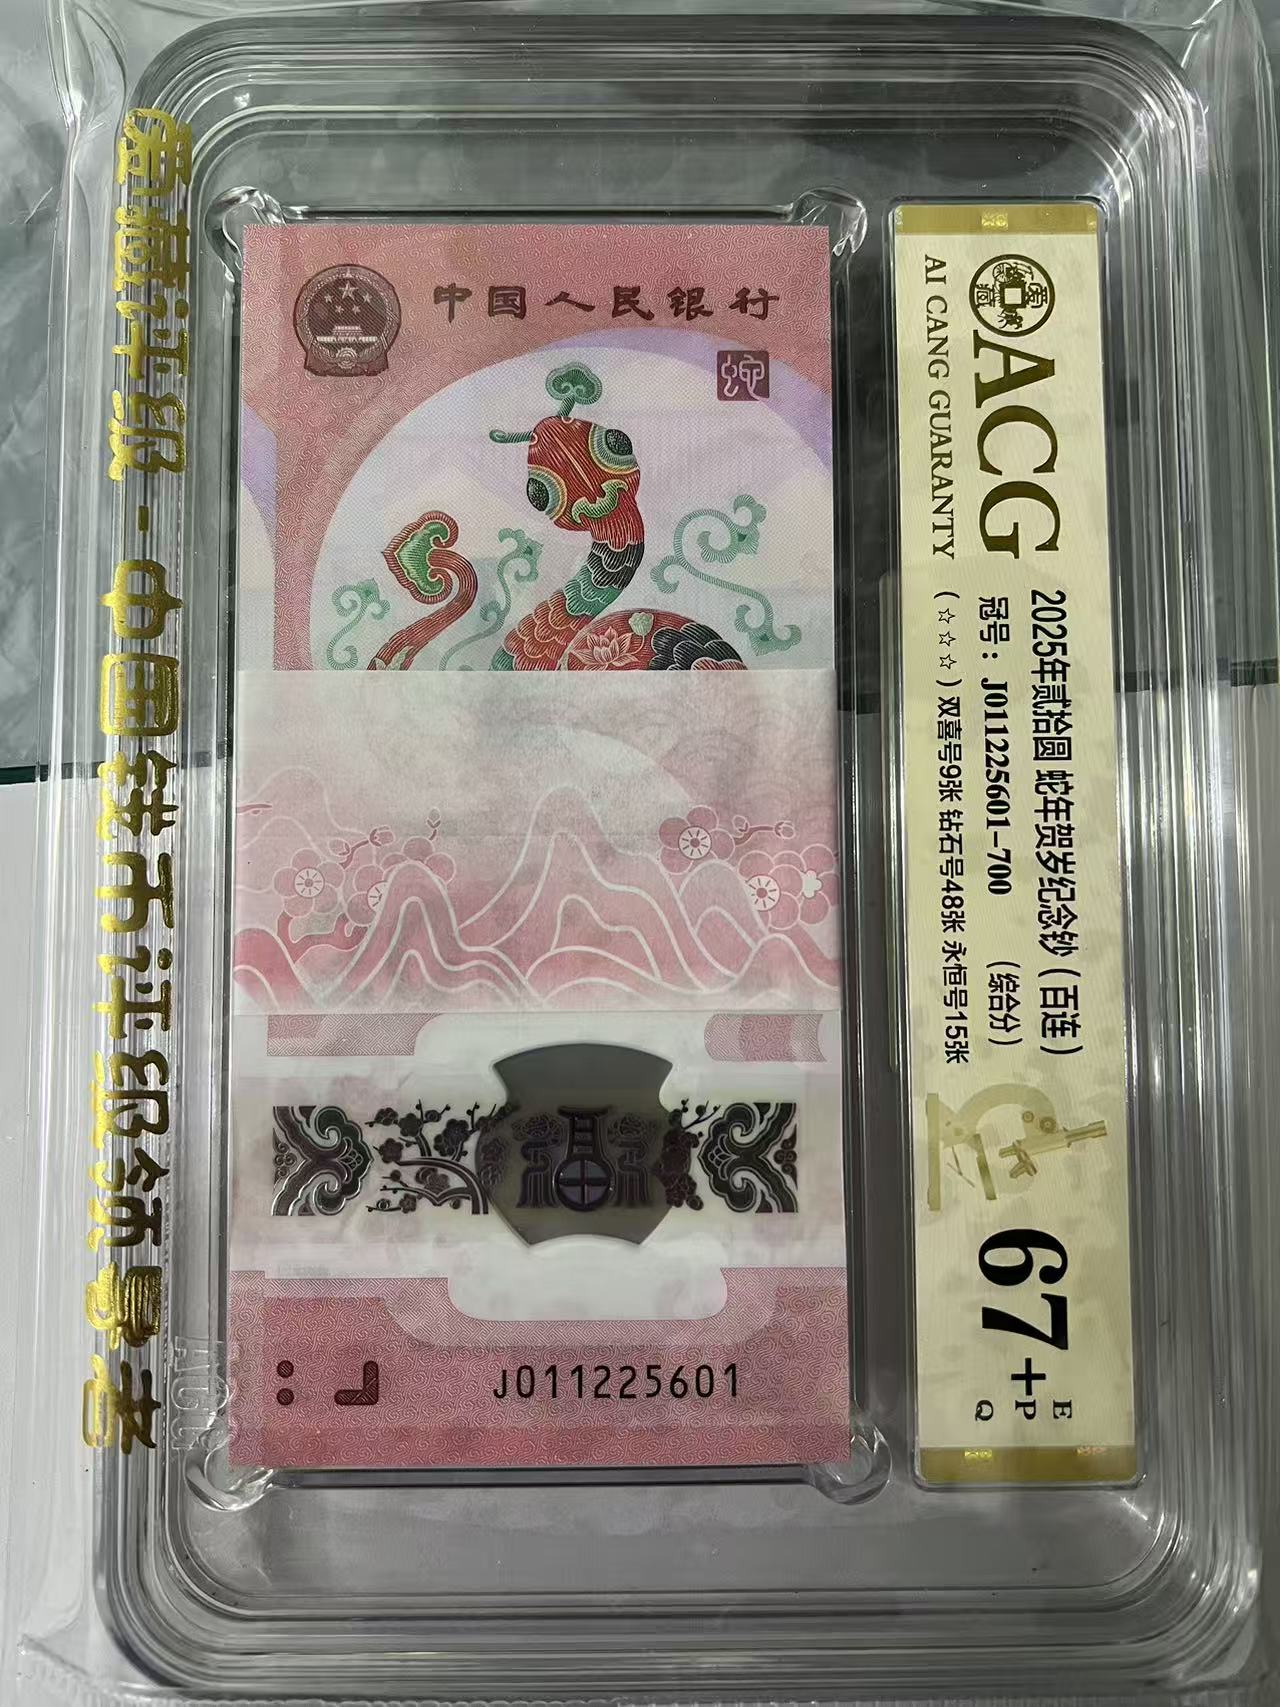 爱藏评级-中国钱币评级领导者
中国人民银行
蛇
J011225601
ACG
AI CANG GUARANTY
2025年贰拾圆 蛇年贺岁纪念钞（百连）
冠号：J011225601-700 （综合分）
（☆☆☆）双喜号9张 钻石号48张 永恒号15张
67+
E
P
Q
ACG